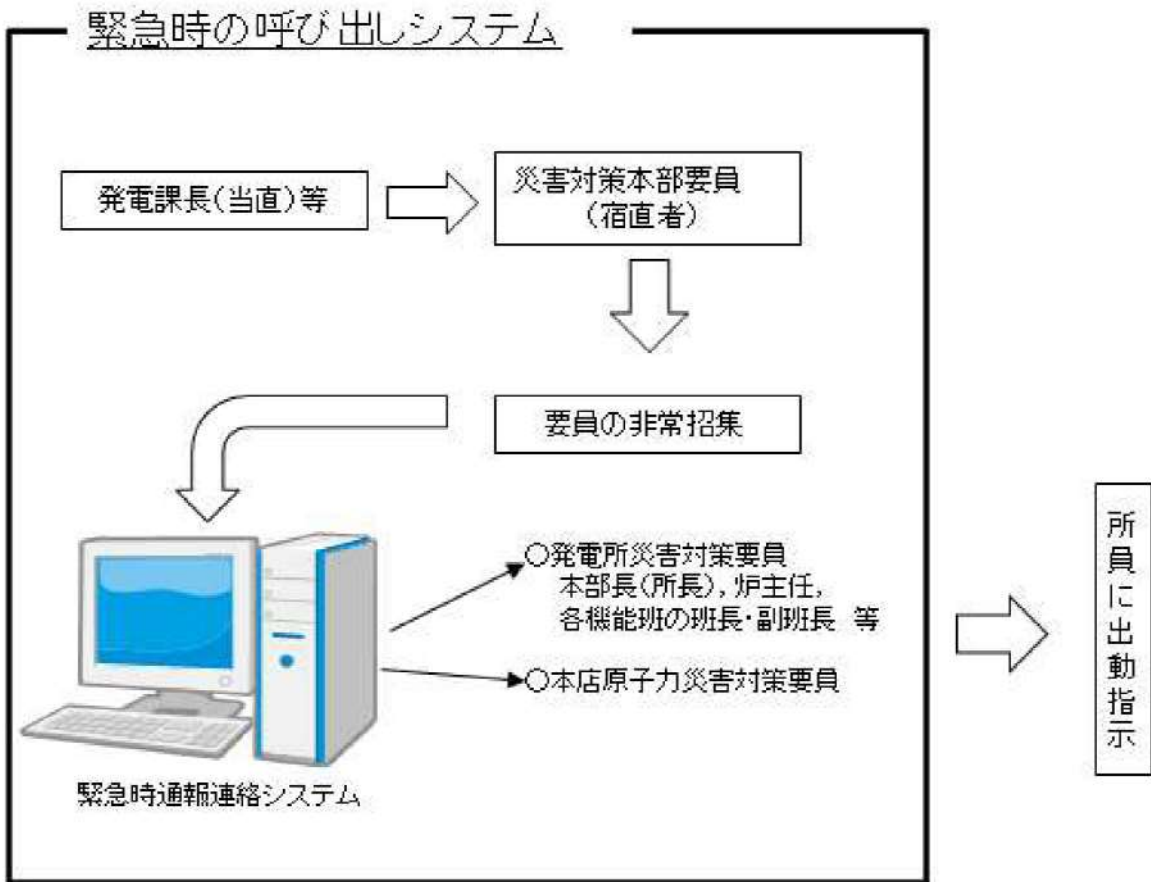 緊急時の呼び出しシステム
発電課長(当直)等
災害対策本部要員
(宿直者)
要員の非常招集
○発電所災害対策要員
本部長(所長),炉主任,
各機能班の班長・副班長 等
○本店原子力災害対策要員
緊急時通報連絡システム
所員に出動指示